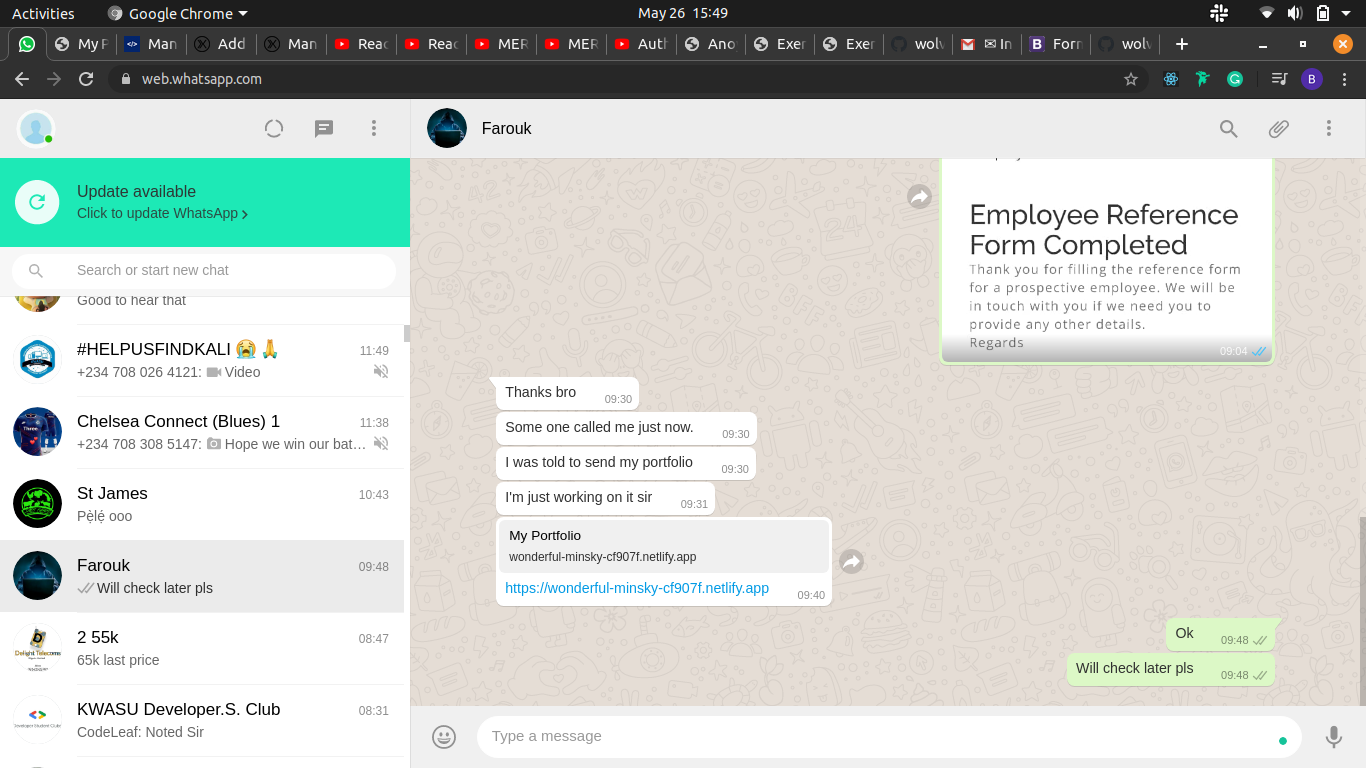 Activities
Google Chrome
May 26 15:49
My P
Man
Add
Man
Reac
Reac
MER
MER
Auth
Ano
Exer
Exer
wolv
✉ In
Form
wolv
web.whatsapp.com
B
Update available
Click to update WhatsApp
Search or start new chat
Good to hear that
#HELPUSFINDKALI 😭 🙏
11:49
+234 708 026 4121: Video
Chelsea Connect (Blues) 1
11:38
+234 708 308 5147: Hope we win our bat…
St James
10:43
Pẹ̀lẹ́ ooo
Farouk
09:48
Will check later pls
2 55k
08:47
65k last price
KWASU Developer.S. Club
08:31
CodeLeaf: Noted Sir
Farouk
Employee Reference
Form Completed
Thank you for filling the reference form
for a prospective employee. We will be
in touch with you if we need you to
provide any other details.
Regards
09:04
Thanks bro
09:30
Some one called me just now.
09:30
I was told to send my portfolio
09:30
I'm just working on it sir
09:31
My Portfolio
wonderful-minsky-cf907f.netlify.app
https://wonderful-minsky-cf907f.netlify.app
09:40
Ok
09:48
Will check later pls
09:48
Type a message